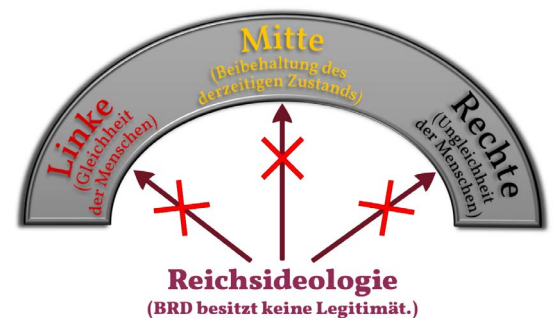 Mitte
(Beibehaltung des
derzeitigen Zustands)
Linke
(Gleichheit
der Menschen)
Rechte
(Ungleichheit
der Menschen)
Reichsideologie
(BRD besitzt keine Legitimät.)